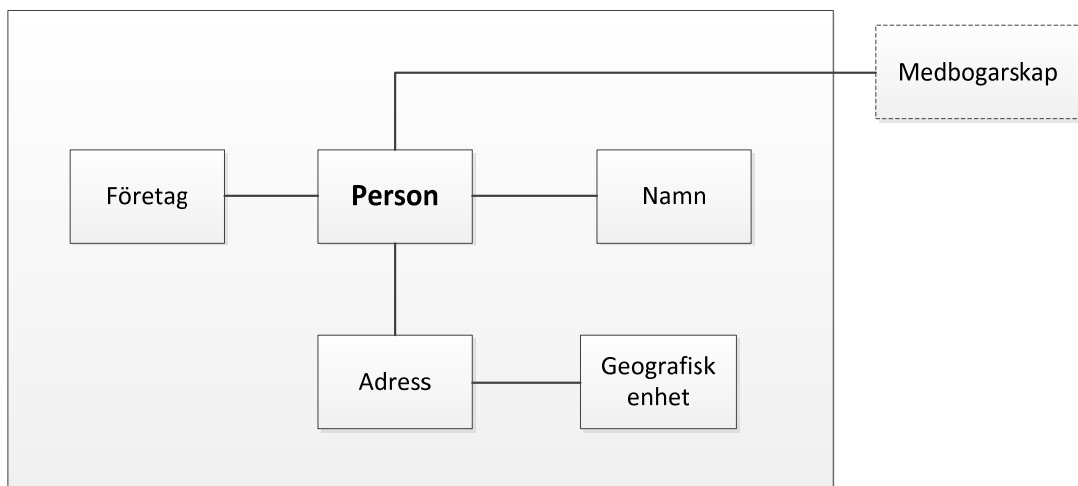 Medbogarskap
Företag
Person
Namn
Adress
Geografisk
enhet